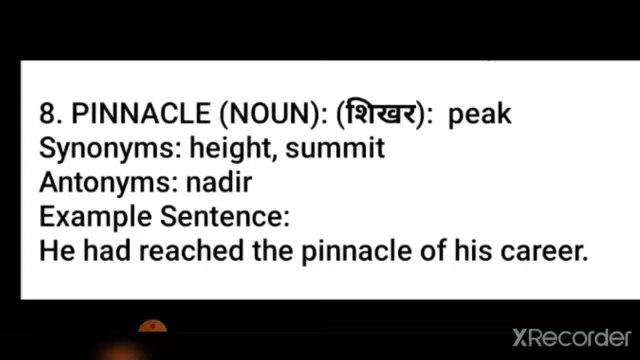 8. PINNACLE (NOUN): (शिखर): peak
Synonyms: height, summit
Antonyms: nadir
Example Sentence:
He had reached the pinnacle of his career.
XRecorder